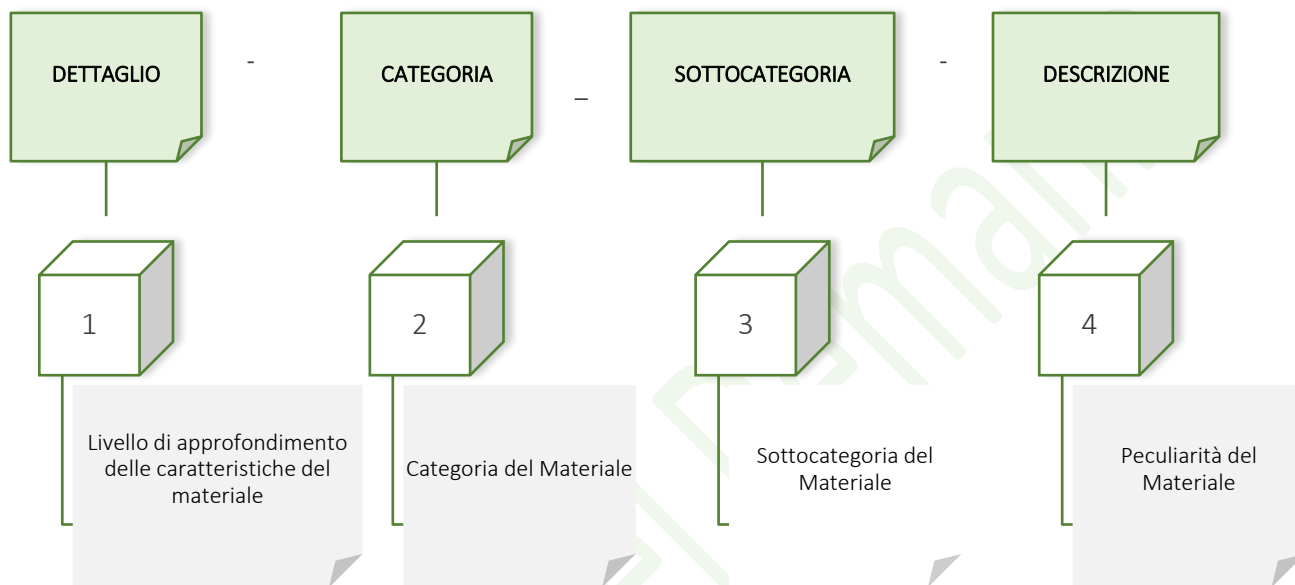 DETTAGLIO - CATEGORIA _ SOTTOCATEGORIA - DESCRIZIONE
1 2 3 4
Livello di approfondimento
delle caratteristiche del
materiale
Categoria del Materiale
Sottocategoria del
Materiale
Peculiarità del
Materiale